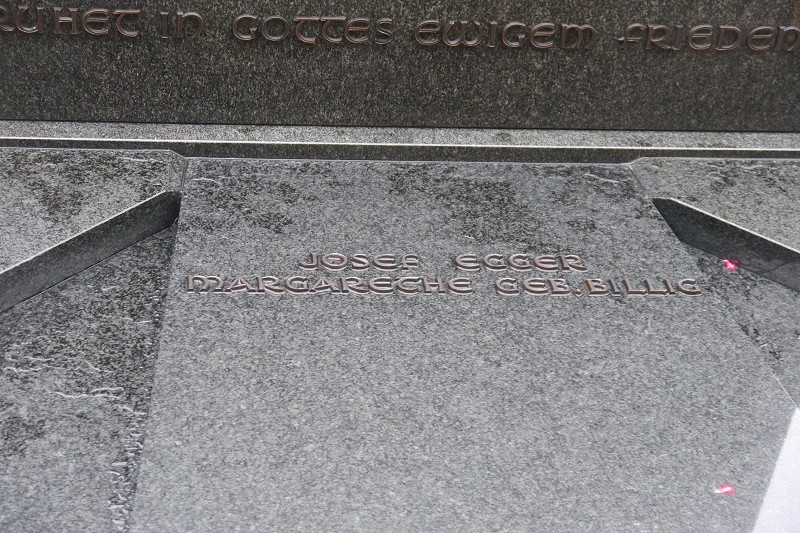 RUHET IN GOTTES EWIGEM FRIEDEN
JOSEF EGGER
MARGARETHE GEB. BILLIG